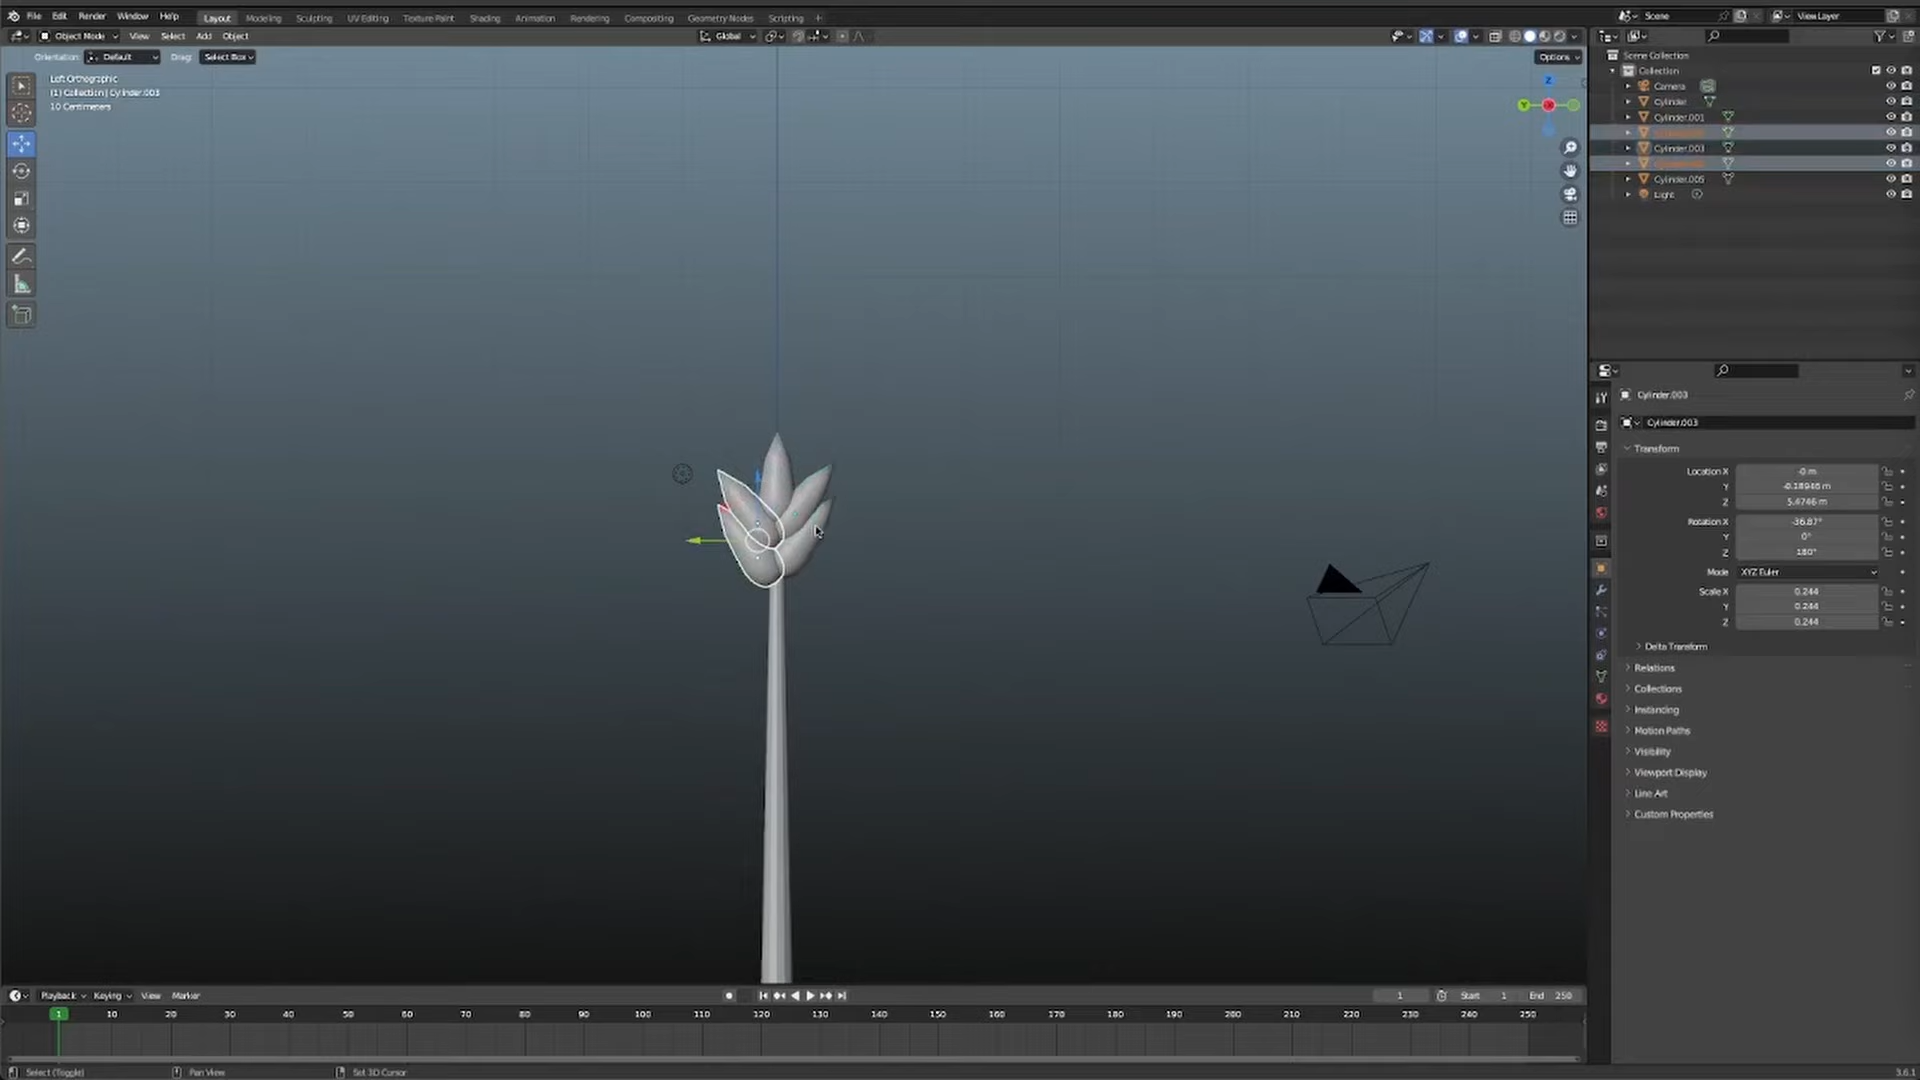 File Edit Render Window Help Layout Modeling Sculpting UV Editing Texture Paint Shading Animation Rendering Compositing Geometry Nodes Scripting +
Scene
ViewLayer
Object Mode View Select Add Object
Global
Orientation: Default Drag: Select Box
Options
Left Orthographic
(1) Collection | Cylinder.003
10 Centimeters
Z
Y
Scene Collection
Collection
Camera
Cylinder
Cylinder.001
Cylinder.003
Cylinder.005
Light
Cylinder.003
Cylinder.003
Transform
Location X -0 m
Y -0.18946 m
Z 5.4746 m
Rotation X -36.87°
Y 0°
Z 180°
Mode XYZ Euler
Scale X 0.244
Y 0.244
Z 0.244
Delta Transform
Relations
Collections
Instancing
Motion Paths
Visibility
Viewport Display
Line Art
Custom Properties
Playback Keying View Marker
1 Start 1 End 250
1 10 20 30 40 50 60 70 80 90 100 110 120 130 140 150 160 170 180 190 200 210 220 230 240 250
Select (Toggle) Pan View Set 3D Cursor
3.6.1